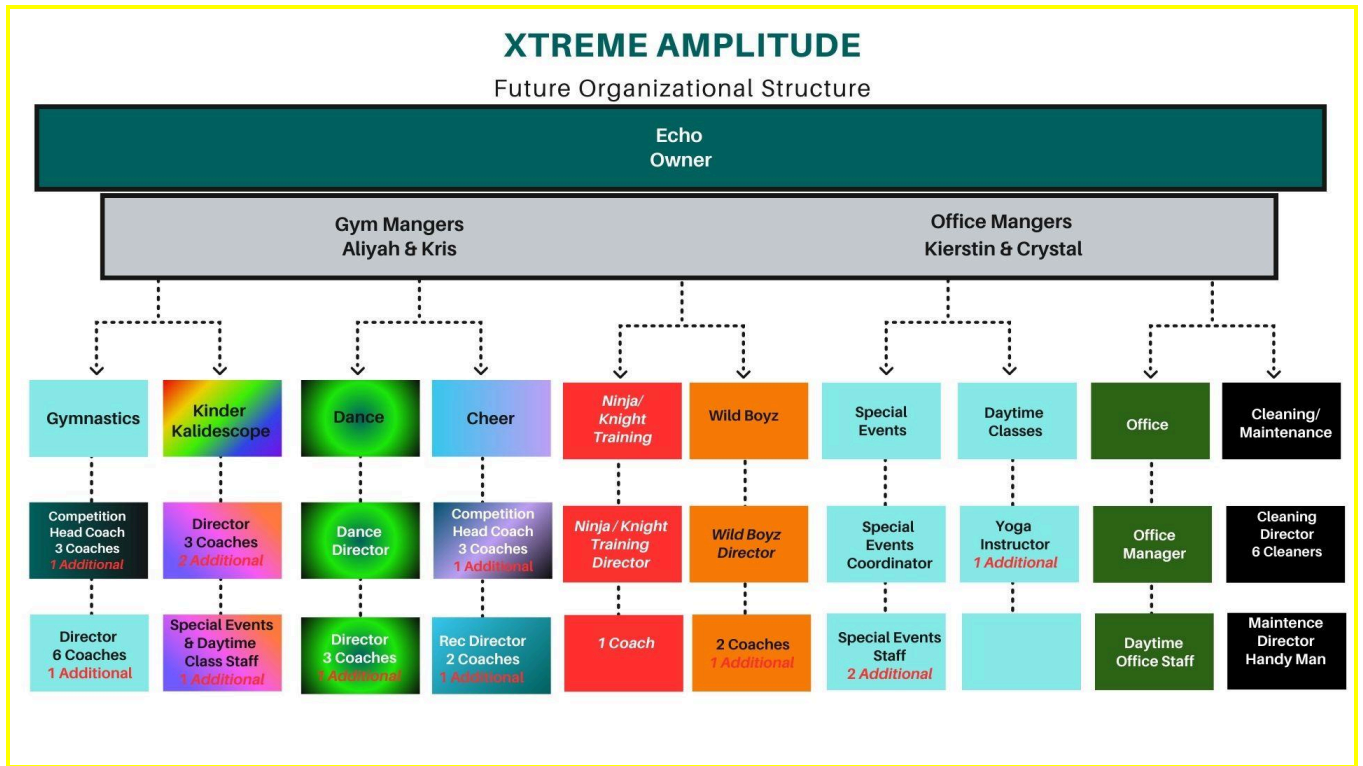 XTREME AMPLITUDE
Future Organizational Structure
Echo
Owner
Gym Mangers
Aliyah & Kris
Office Mangers
Kierstin & Crystal
Gymnastics
Kinder
Kalidescope
Dance
Cheer
Ninja/
Knight
Training
Wild Boyz
Special
Events
Daytime
Classes
Office
Cleaning/
Maintenance
Competition
Head Coach
3 Coaches
1 Additional
Director
3 Coaches
2 Additional
Dance
Director
Competition
Head Coach
3 Coaches
1 Additional
Ninja / Knight
Training
Director
Wild Boyz
Director
Special
Events
Coordinator
Yoga
Instructor
1 Additional
Office
Manager
Cleaning
Director
6 Cleaners
Director
6 Coaches
1 Additional
Special Events
& Daytime
Class Staff
1 Additional
Director
3 Coaches
1 Additional
Rec Director
2 Coaches
1 Additional
1 Coach
2 Coaches
1 Additional
Special Events
Staff
2 Additional
Daytime
Office Staff
Maintence
Director
Handy Man